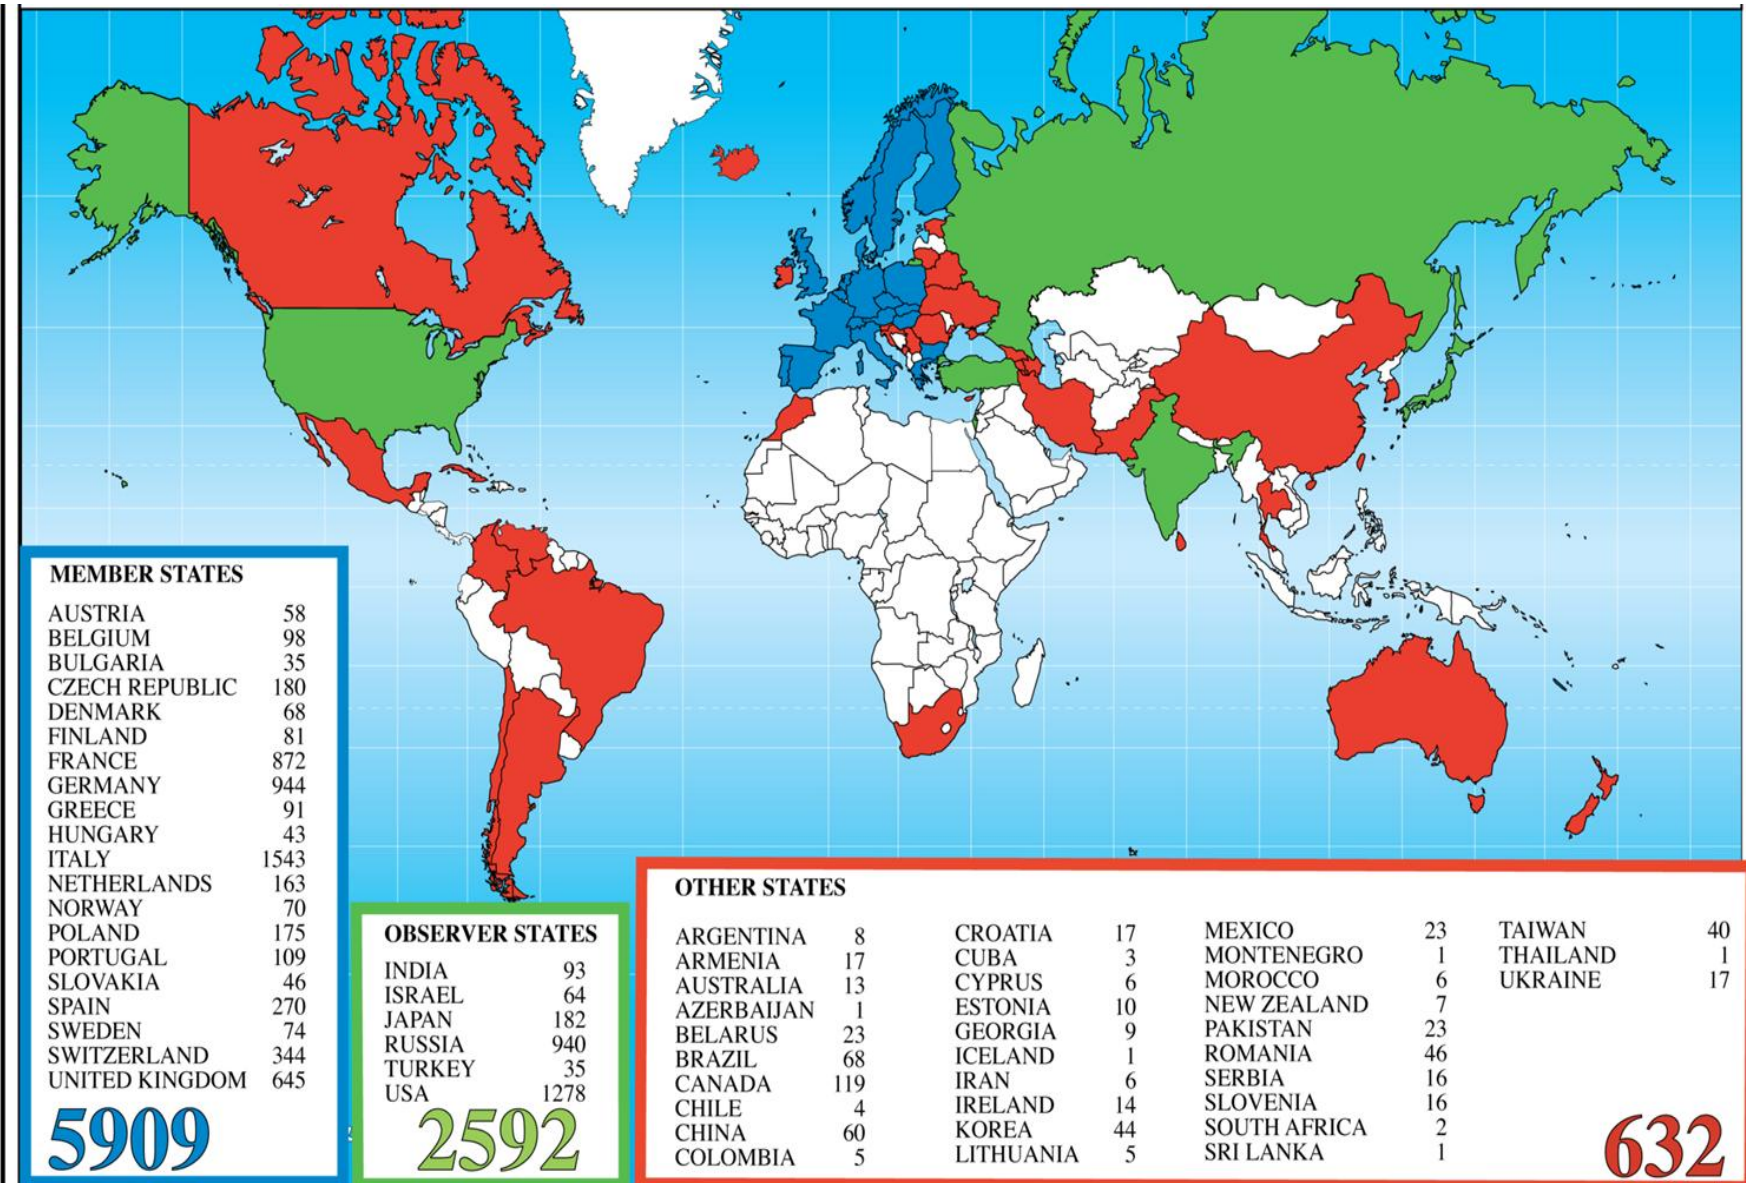 MEMBER STATES
AUSTRIA 58
BELGIUM 98
BULGARIA 35
CZECH REPUBLIC 180
DENMARK 68
FINLAND 81
FRANCE 872
GERMANY 944
GREECE 91
HUNGARY 43
ITALY 1543
NETHERLANDS 163
NORWAY 70
POLAND 175
PORTUGAL 109
SLOVAKIA 46
SPAIN 270
SWEDEN 74
SWITZERLAND 344
UNITED KINGDOM 645
5909
OBSERVER STATES
INDIA 93
ISRAEL 64
JAPAN 182
RUSSIA 940
TURKEY 35
USA 1278
2592
OTHER STATES
ARGENTINA 8
ARMENIA 17
AUSTRALIA 13
AZERBAIJAN 1
BELARUS 23
BRAZIL 68
CANADA 119
CHILE 4
CHINA 60
COLOMBIA 5
CROATIA 17
CUBA 3
CYPRUS 6
ESTONIA 10
GEORGIA 9
ICELAND 1
IRAN 6
IRELAND 14
KOREA 44
LITHUANIA 5
MEXICO 23
MONTENEGRO 1
MOROCCO 6
NEW ZEALAND 7
PAKISTAN 23
ROMANIA 46
SERBIA 16
SLOVENIA 16
SOUTH AFRICA 2
SRI LANKA 1
TAIWAN 40
THAILAND 1
UKRAINE 17
632